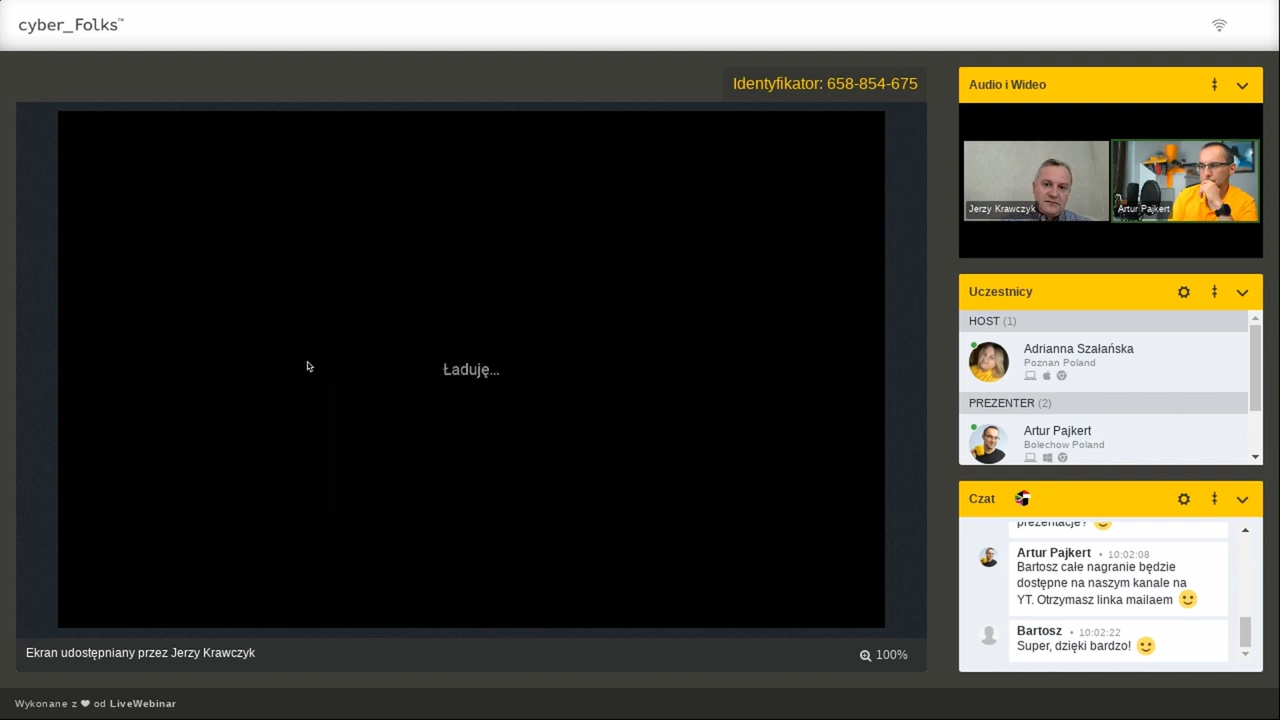 cyber_Folks™
Identyfikator: 658-854-675
Ładuję...
Ekran udostępniany przez Jerzy Krawczyk
100%
Audio i Wideo
Jerzy Krawczyk
Artur Pajkert
Uczestnicy
HOST (1)
Adrianna Szałańska
Poznan Poland
PREZENTER (2)
Artur Pajkert
Bolechow Poland
Czat
prezentacje?
Artur Pajkert • 10:02:08
Bartosz całe nagranie będzie
dostępne na naszym kanale na
YT. Otrzymasz linka mailaem
Bartosz • 10:02:22
Super, dzięki bardzo!
Wykonane z ❤ od LiveWebinar